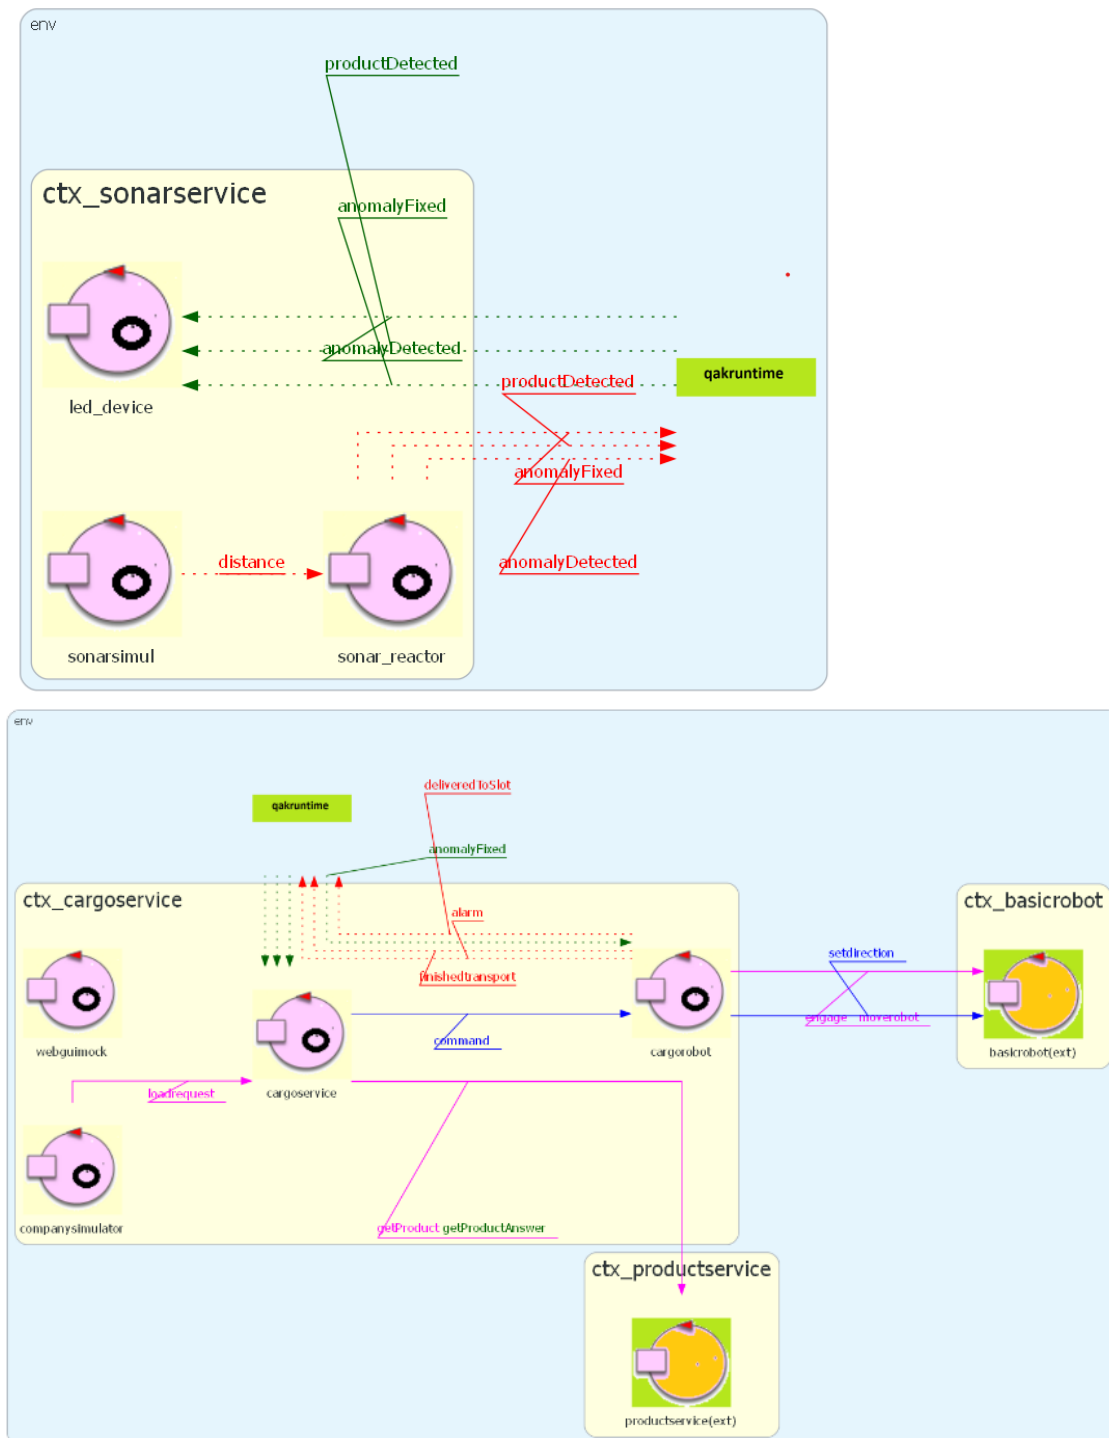 env
productDetected
ctx_sonarservice
anomalyFixed
anomalyDetected
qakruntime
productDetected
led_device
anomalyFixed
distance
anomalyDetected
sonarsimul
sonar_reactor
env
deliveredToSlot
qakruntime
anomalyFixed
ctx_cargoservice
ctx_basicrobot
alarm
setdirection
finishedtransport
engage moverobot
command
webguimock
cargorobot
basicrobot(ext)
loadrequest
cargoservice
companysimulator
getProduct getProductAnswer
ctx_productservice
productservice(ext)